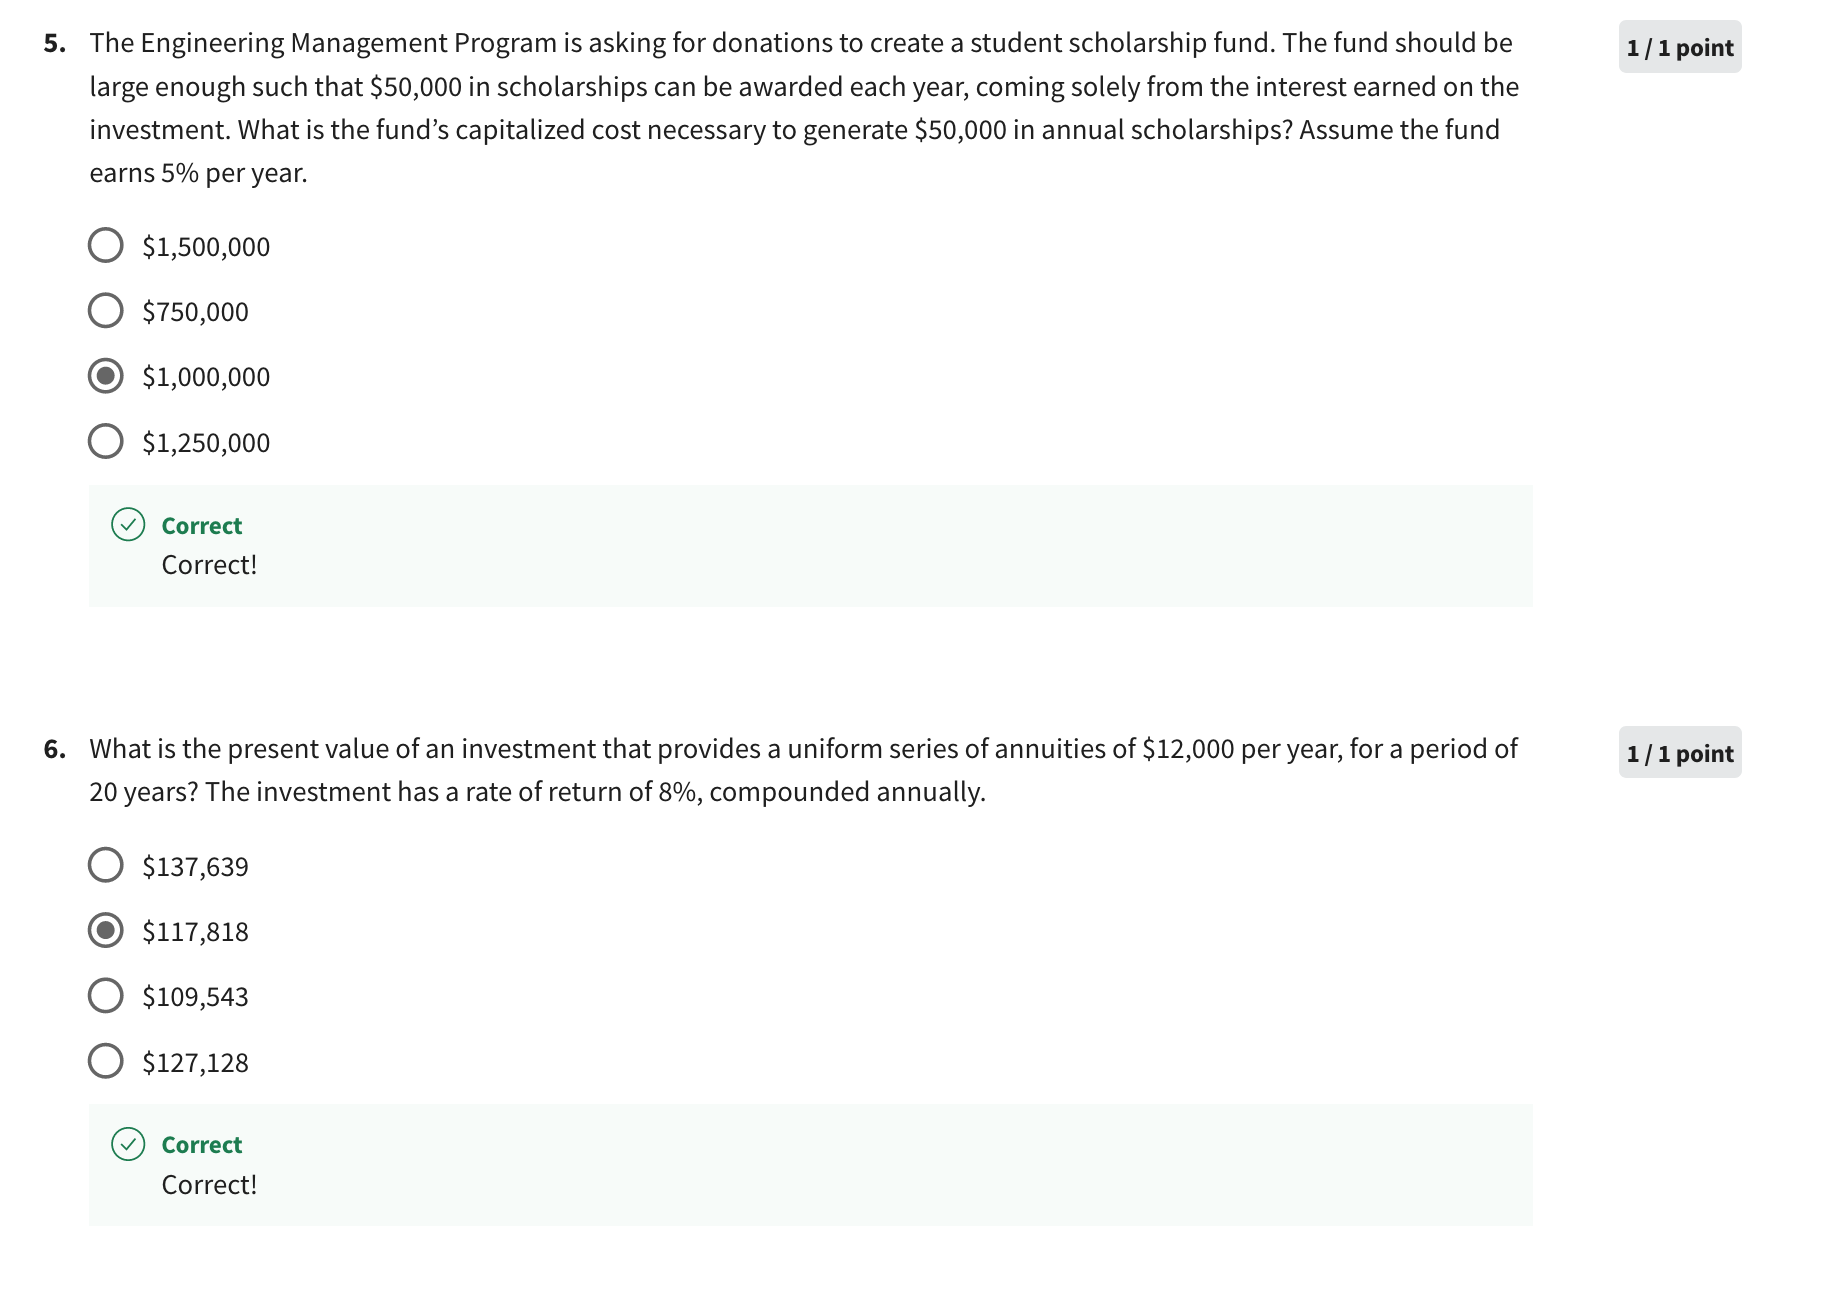 5. The Engineering Management Program is asking for donations to create a student scholarship fund. The fund should be 1 / 1 point
large enough such that $50,000 in scholarships can be awarded each year, coming solely from the interest earned on the
investment. What is the fund’s capitalized cost necessary to generate $50,000 in annual scholarships? Assume the fund
earns 5% per year.
$1,500,000
$750,000
$1,000,000
$1,250,000
Correct
Correct!
6. What is the present value of an investment that provides a uniform series of annuities of $12,000 per year, for a period of 1 / 1 point
20 years? The investment has a rate of return of 8%, compounded annually.
$137,639
$117,818
$109,543
$127,128
Correct
Correct!